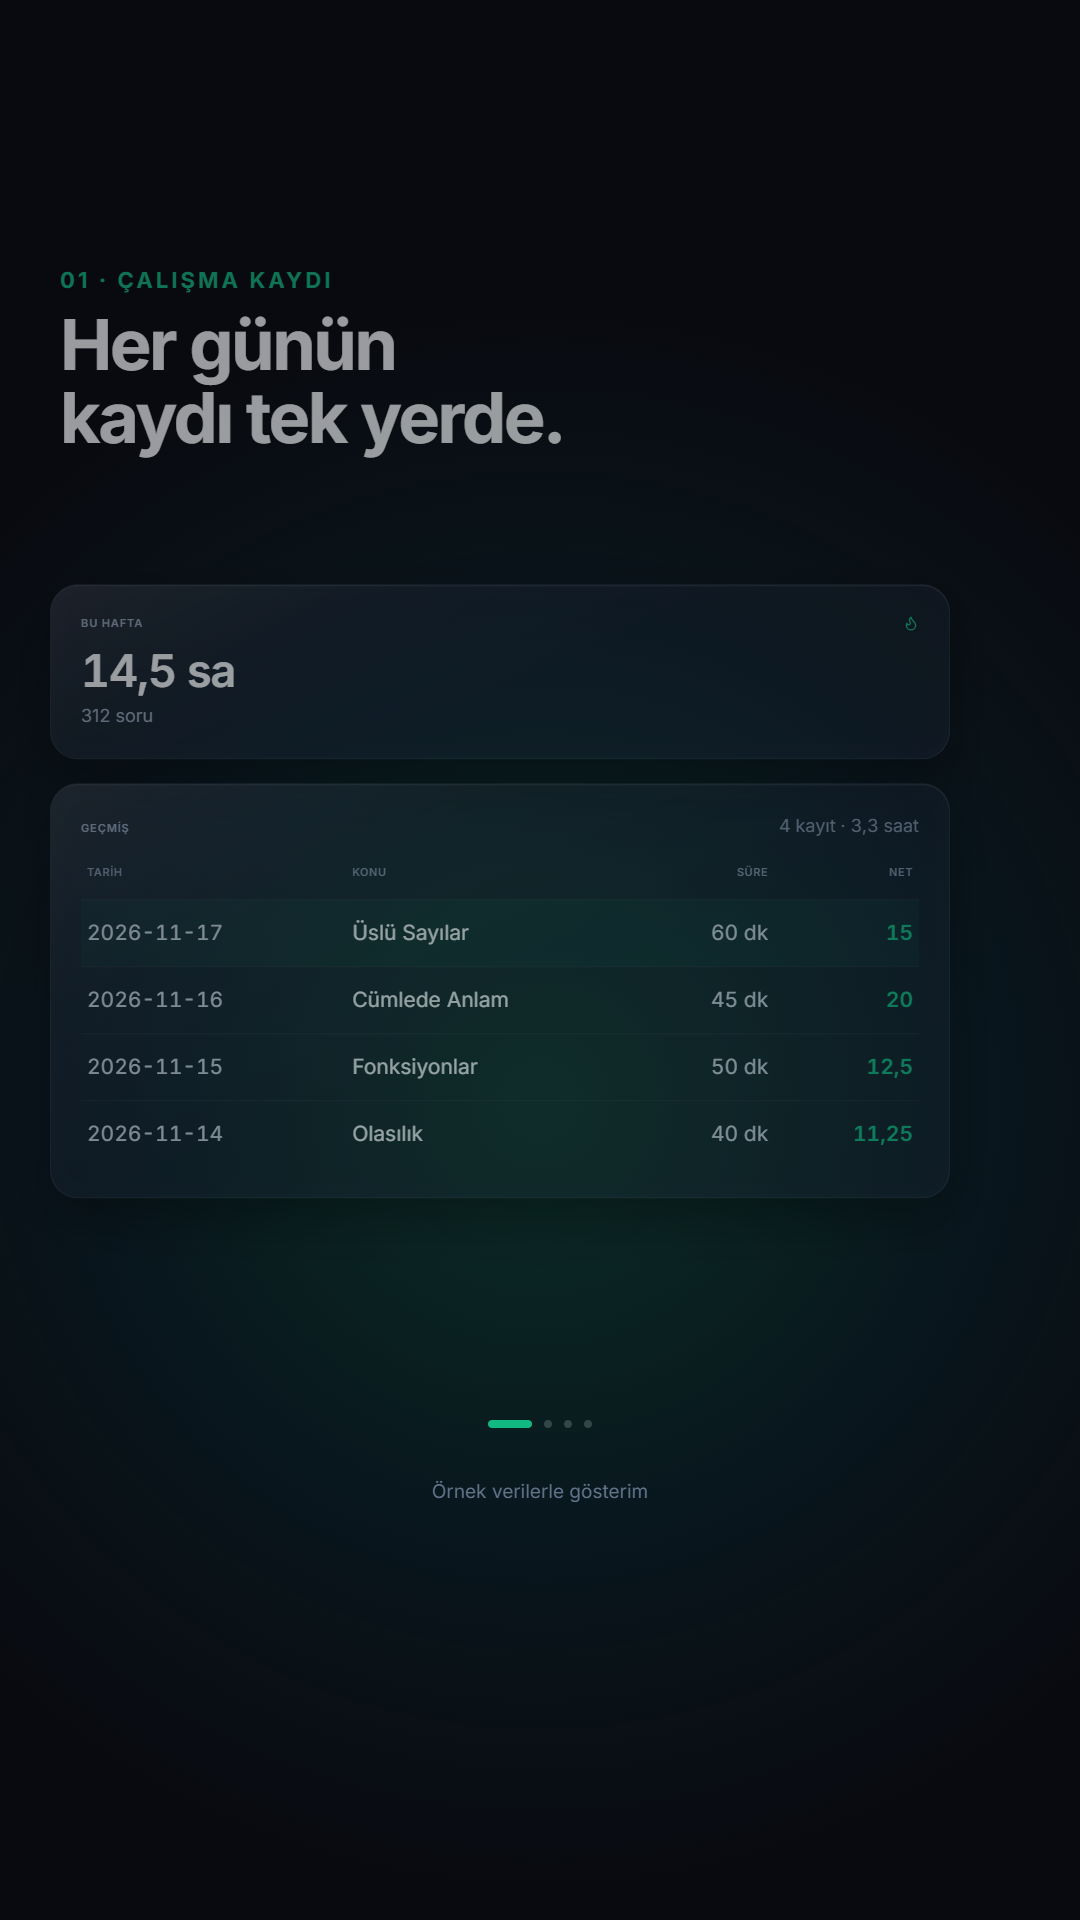 01 · ÇALIŞMA KAYDI
Her günün
kaydı tek yerde.
BU HAFTA
14,5 sa
312 soru
GEÇMİŞ
4 kayıt · 3,3 saat
TARİH KONU SÜRE NET
2026-11-17 Üslü Sayılar 60 dk 15
2026-11-16 Cümlede Anlam 45 dk 20
2026-11-15 Fonksiyonlar 50 dk 12,5
2026-11-14 Olasılık 40 dk 11,25
Örnek verilerle gösterim